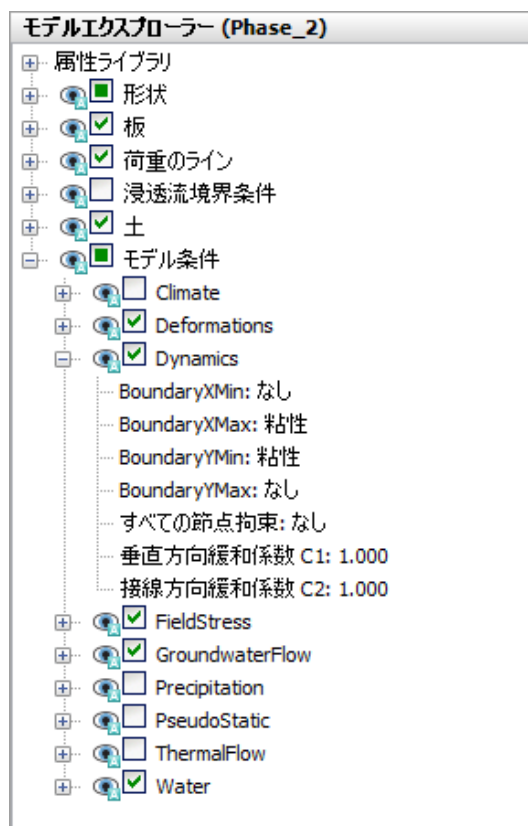 モデルエクスプローラー (Phase_2)
属性ライブラリ
形状
板
荷重のライン
浸透流境界条件
土
モデル条件
Climate
Deformations
Dynamics
BoundaryXMin: なし
BoundaryXMax: 粘性
BoundaryYMin: 粘性
BoundaryYMax: なし
すべての節点拘束: なし
垂直方向緩和係数 C1: 1.000
接線方向緩和係数 C2: 1.000
FieldStress
GroundwaterFlow
Precipitation
PseudoStatic
ThermalFlow
Water